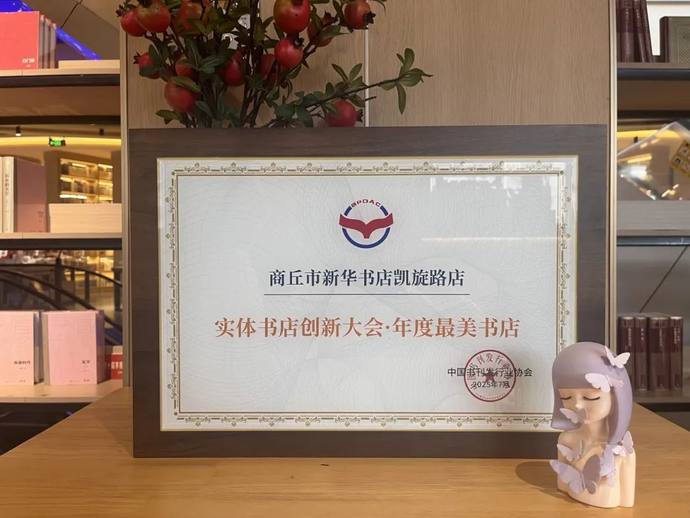 BPDAC
商丘市新华书店凯旋路店
实体书店创新大会·年度最美书店
中国书刊发行业协会
2025年7月